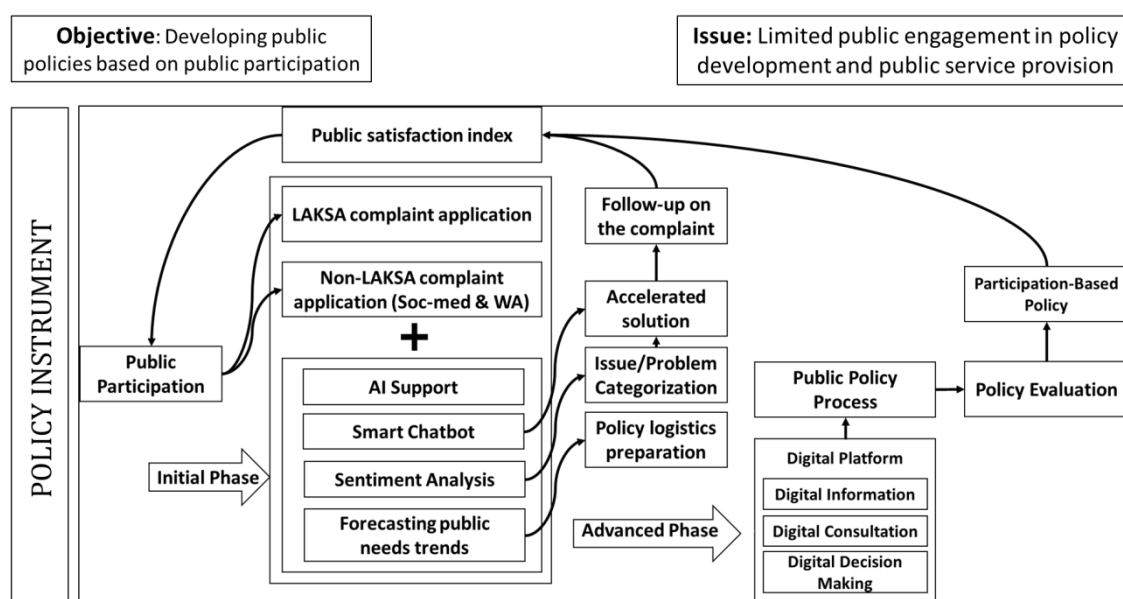 Objective: Developing public
policies based on public participation
Issue: Limited public engagement in policy
development and public service provision
POLICY INSTRUMENT
Public satisfaction index
LAKSA complaint application
Non-LAKSA complaint
application (Soc-med & WA)
+
Public
Participation
AI Support
Smart Chatbot
Sentiment Analysis
Forecasting public
needs trends
Initial Phase
Follow-up on
the complaint
Accelerated
solution
Issue/Problem
Categorization
Policy logistics
preparation
Advanced Phase
Public Policy
Process
Digital Platform
Digital Information
Digital Consultation
Digital Decision
Making
Participation-Based
Policy
Policy Evaluation